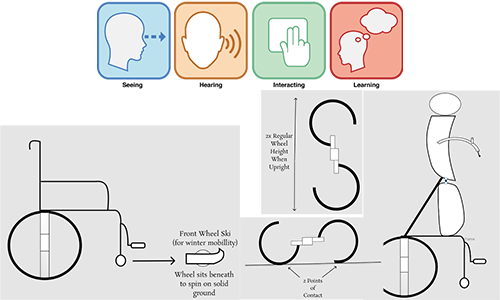 Seeing
Hearing
Interacting
Learning
2x Regular
Wheel
Height
When
Upright
Front Wheel Ski
(for winter mobillity)
Wheel sits beneath
to spin on solid
ground
2 Points
of
Contact